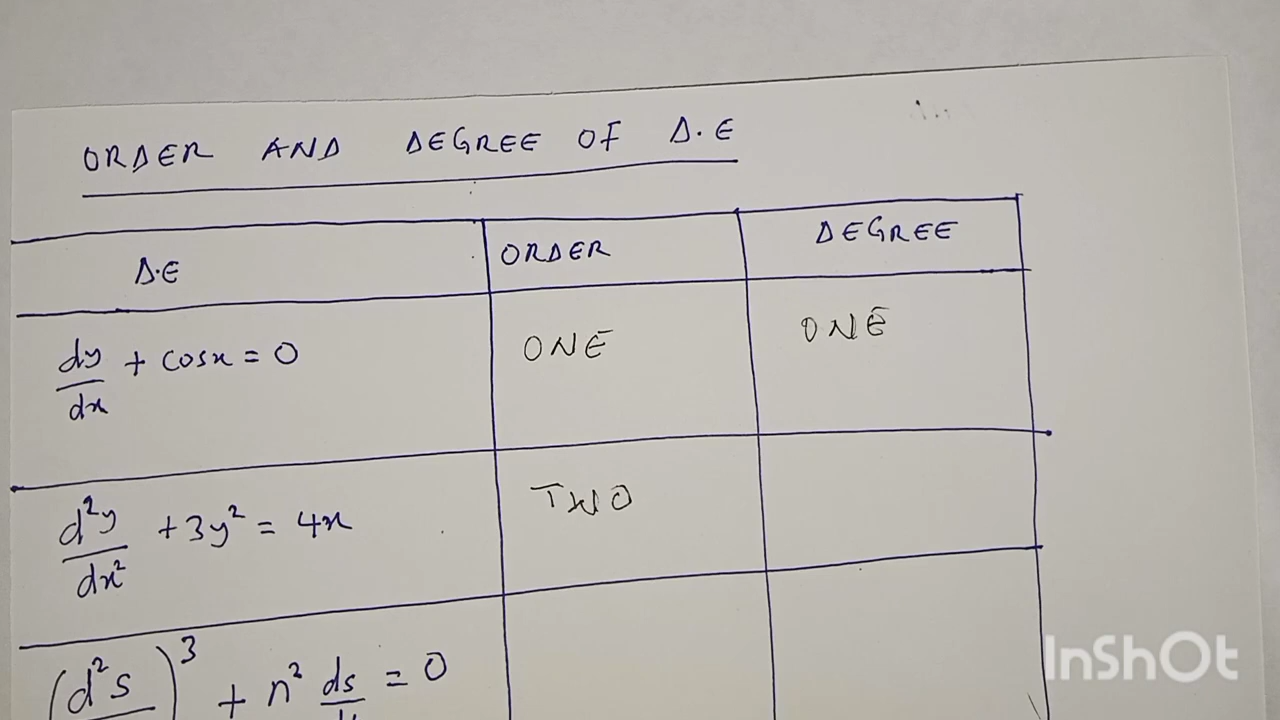 ORDER AND DEGREE OF D.E
D.E ORDER DEGREE
dy/dx + cosx = 0 ONE ONE
d²y/dx² + 3y² = 4x TWO
(d²s )³ + n² ds = 0
InShOt